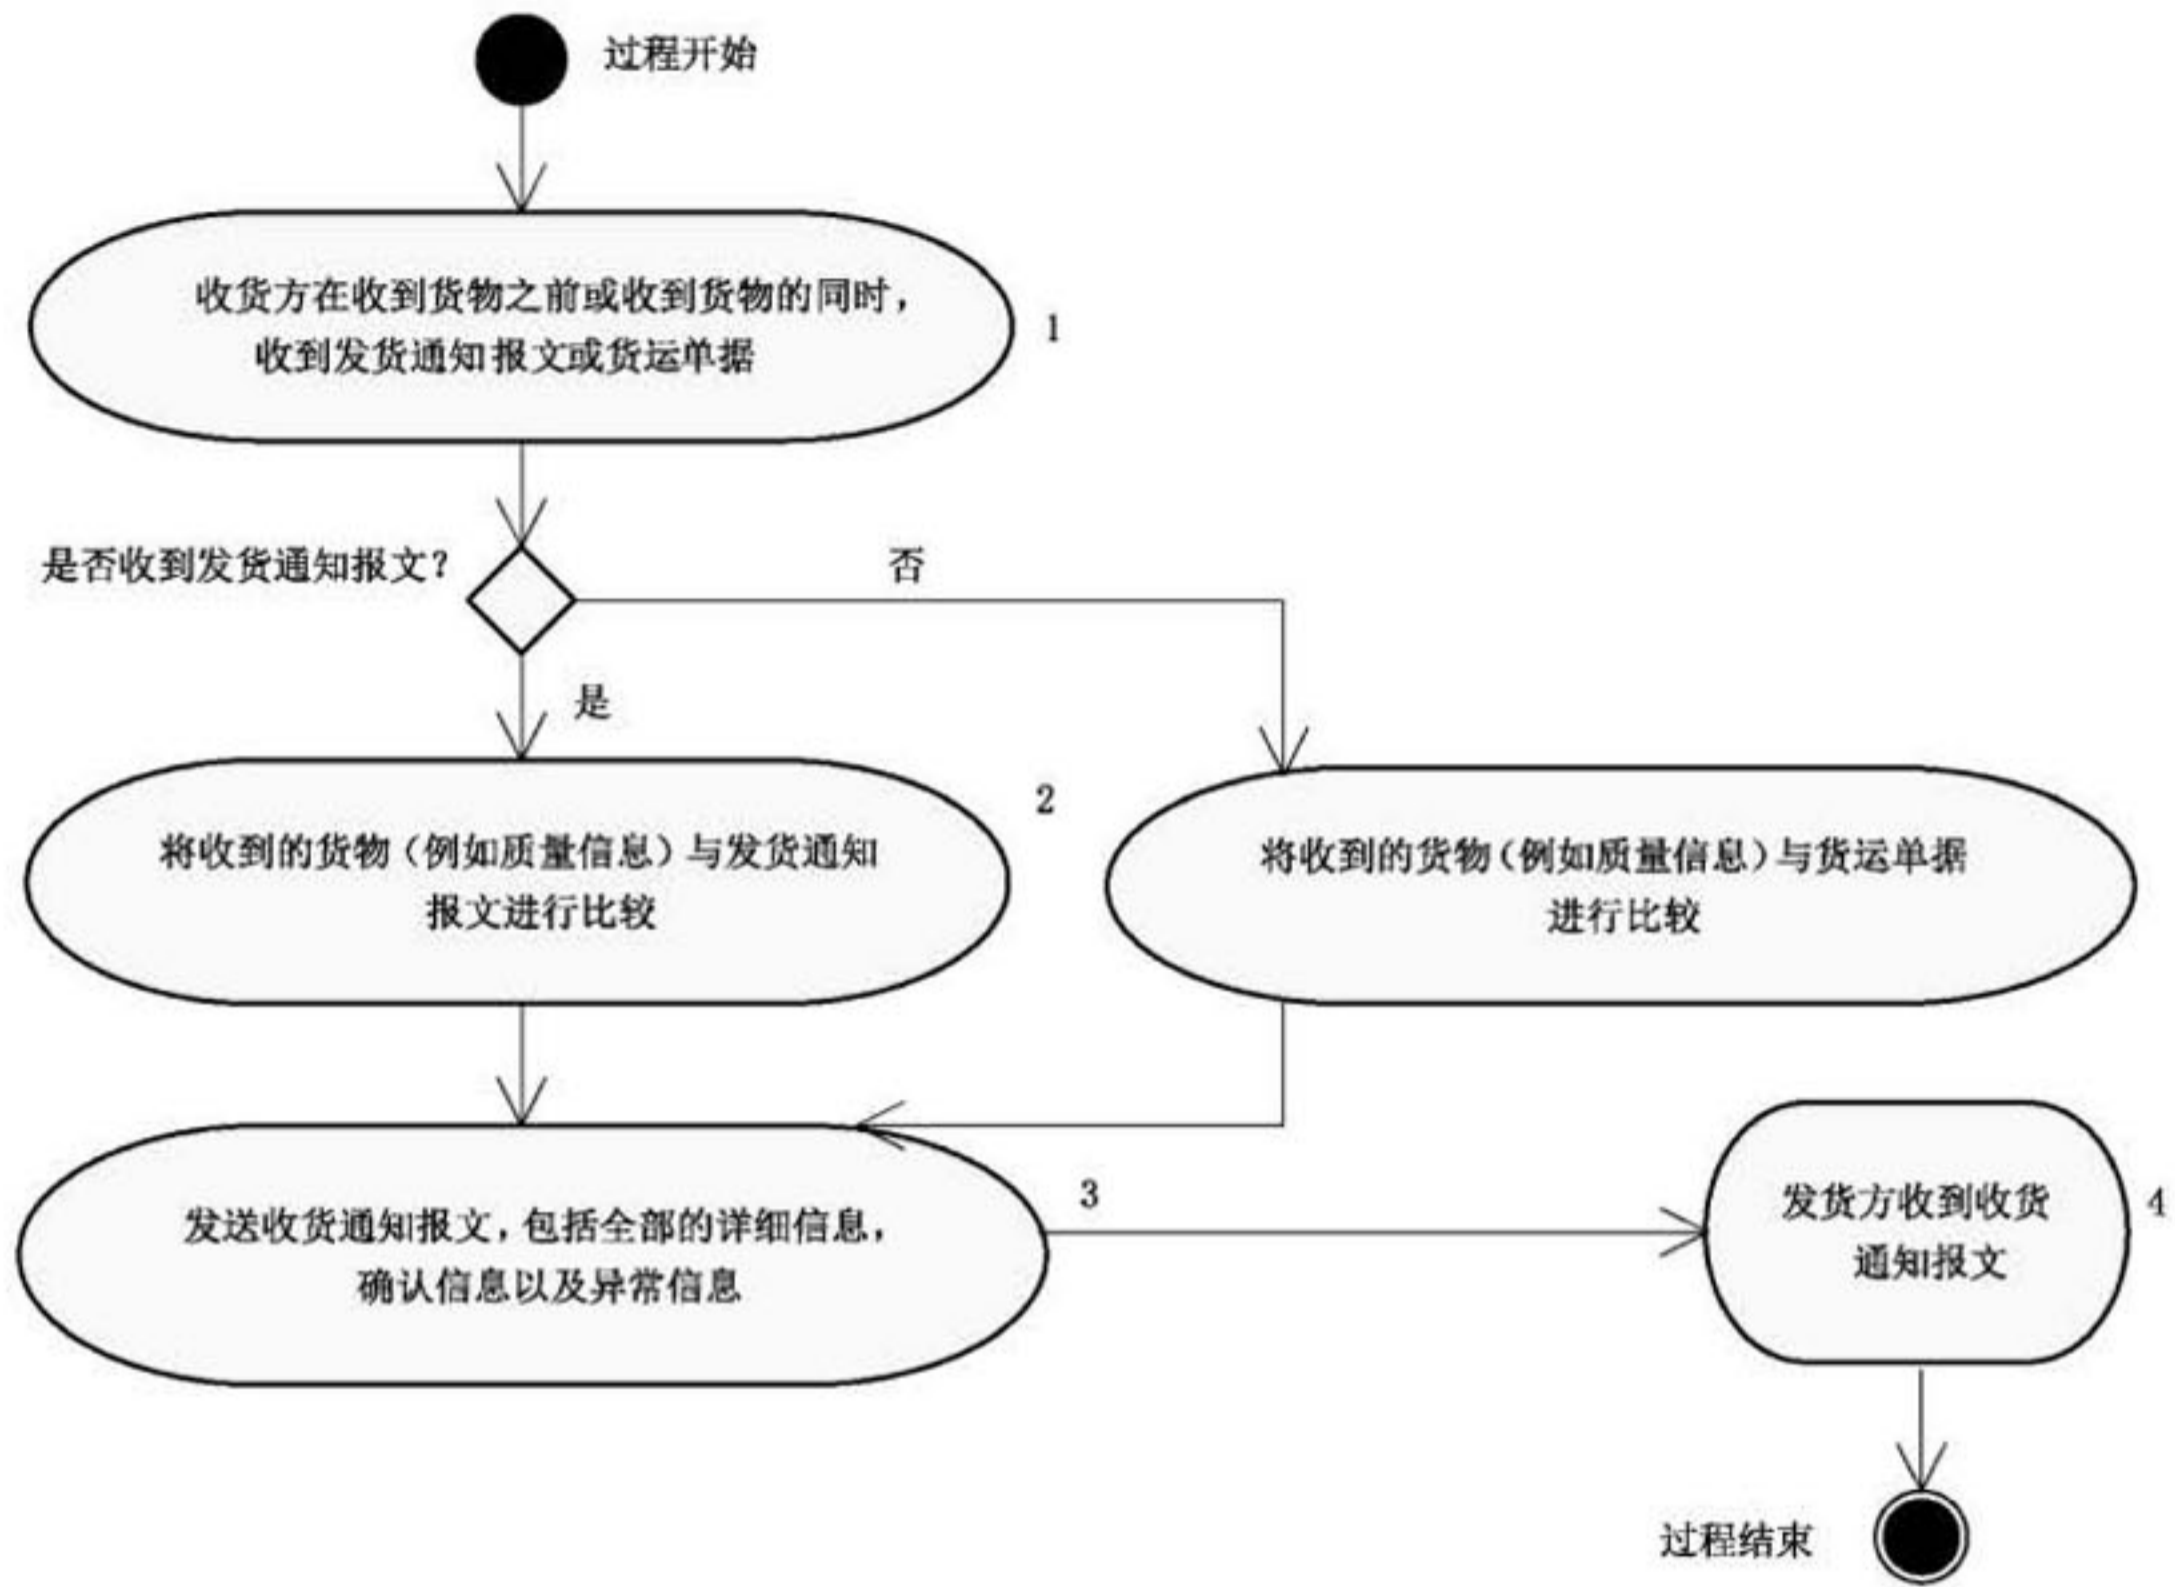 过程开始
收货方在收到货物之前或收到货物的同时，
收到发货通知报文或货运单据
1
是否收到发货通知报文？
否
是
将收到的货物（例如质量信息）与发货通知
报文进行比较
2
将收到的货物（例如质量信息）与货运单据
进行比较
发送收货通知报文，包括全部的详细信息，
确认信息以及异常信息
3
发货方收到收货
通知报文
4
过程结束